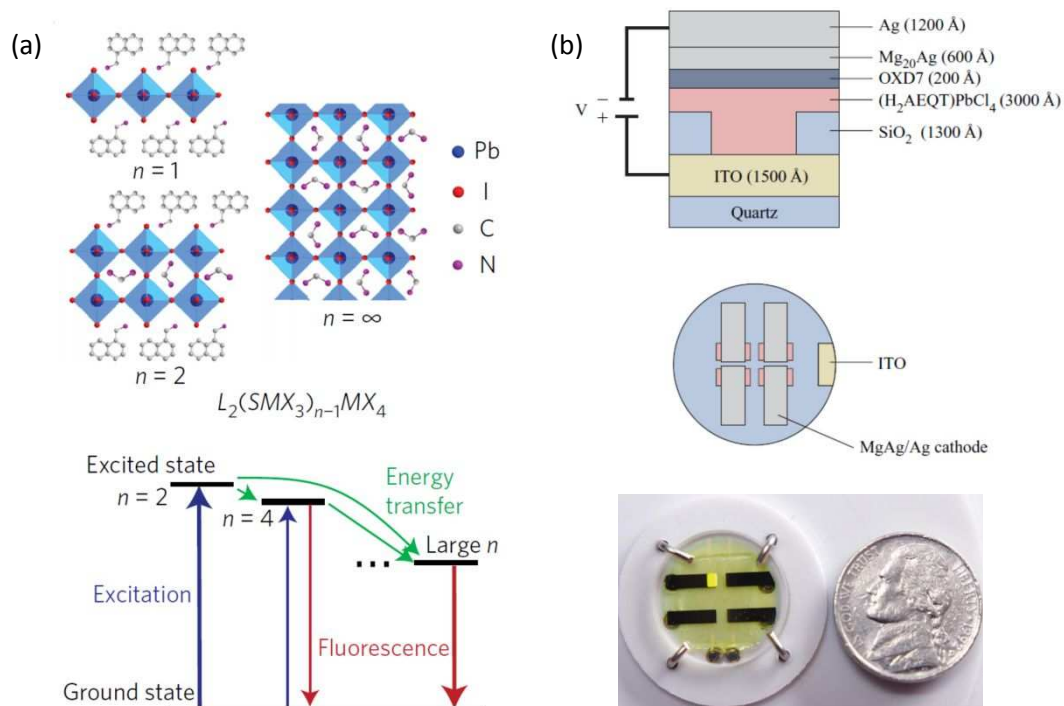 (a)
n = 1
n = 2
n = ∞
Pb
I
C
N
L₂(SMX₃)ₙ₋₁MX₄
Excited state
n = 2
n = 4
Energy
transfer
Large n
Excitation
Fluorescence
Ground state
(b)
Ag (1200 Å)
Mg₂₀Ag (600 Å)
OXD7 (200 Å)
(H₂AEQT)PbCl₄ (3000 Å)
SiO₂ (1300 Å)
ITO (1500 Å)
Quartz
V
−
+
ITO
MgAg/Ag cathode
LIBERTY